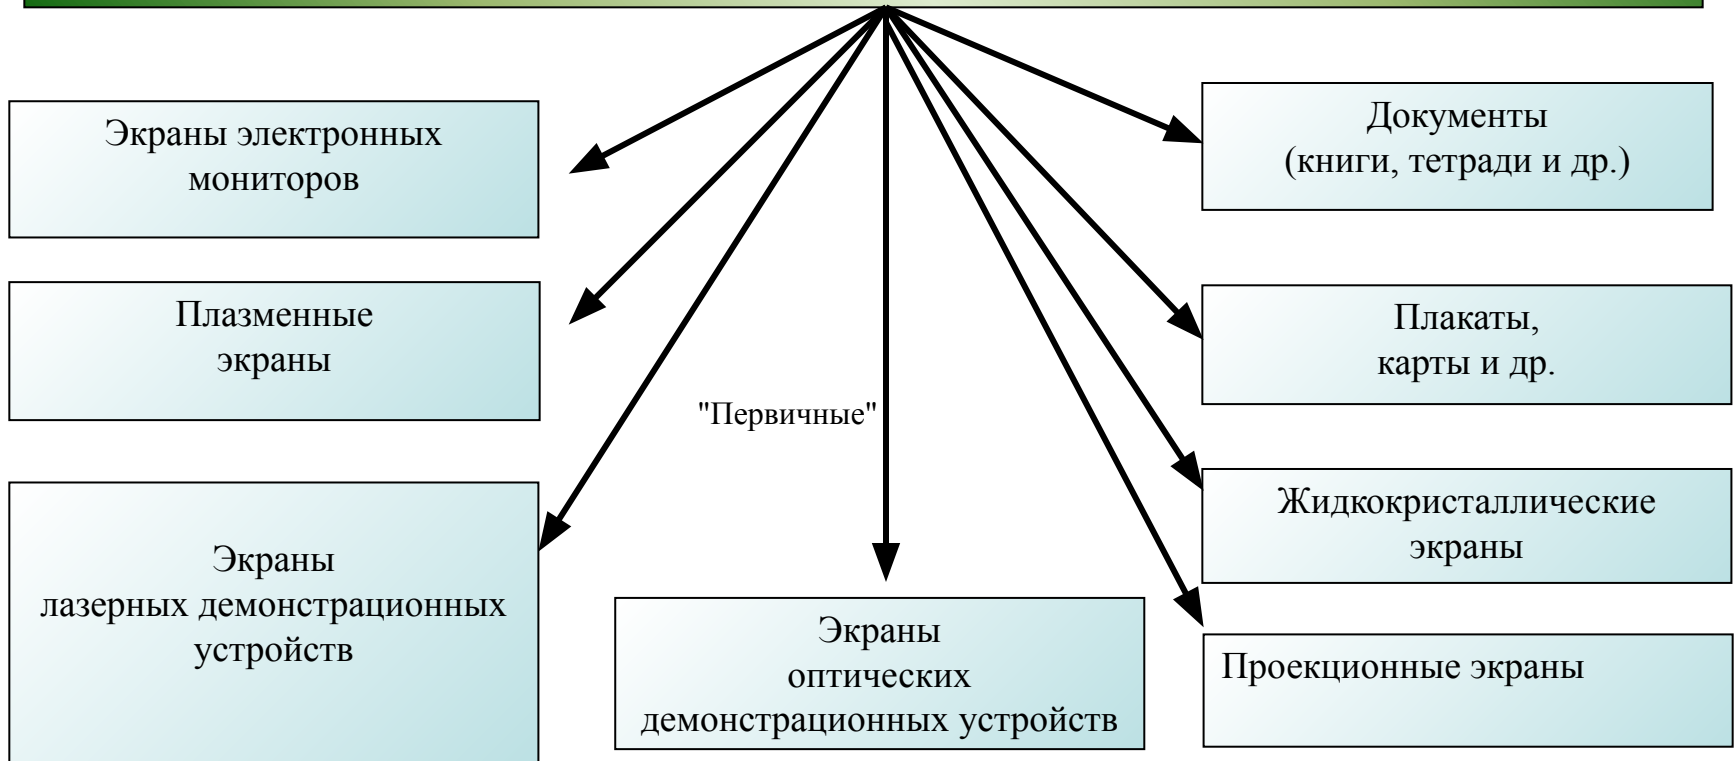 Экраны электронных
мониторов
Плазменные
экраны
Экраны
лазерных демонстрационных
устройств
"Первичные"
Экраны
оптических
демонстрационных устройств
Документы
(книги, тетради и др.)
Плакаты,
карты и др.
Жидкокристаллические
экраны
Проекционные экраны